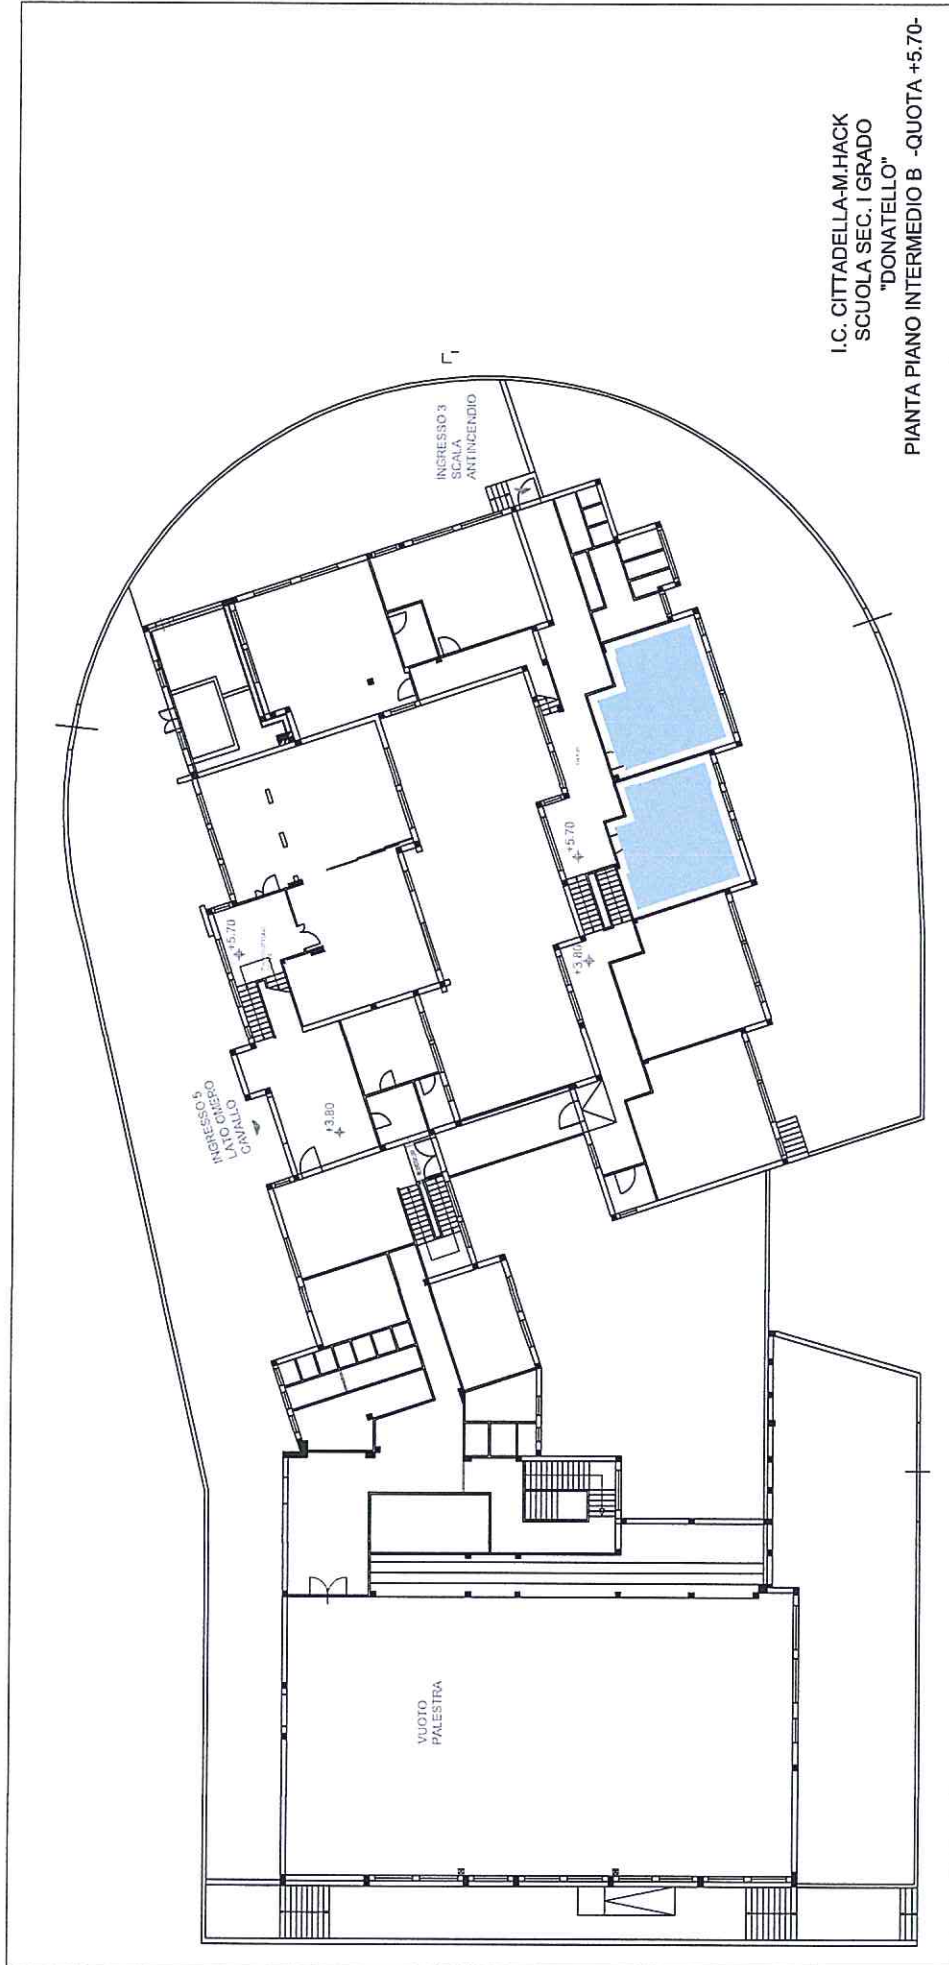 I.C. CITTADELLA-M.HACK
SCUOLA SEC. I GRADO
"DONATELLO"
PIANTA PIANO INTERMEDIO B -QUOTA +5.70-
INGRESSO 3
SCALA
ANTINCENDIO
+5.70
+3.80
+5.70
INGRESSO 5
LATO OMERO
CAVALLO
+3.80
VUOTO
PALESTRA